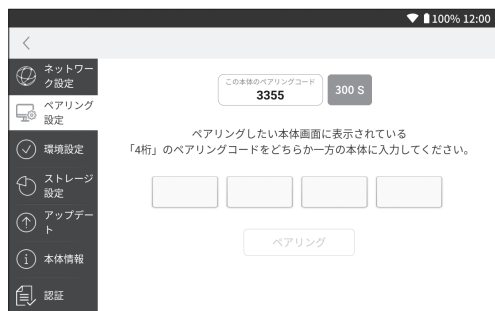 100% 12:00
ネットワー
ク設定
ペアリング
設定
環境設定
ストレージ
設定
アップデー
ト
本体情報
認証
この本体のペアリングコード
3355
300 S
ペアリングしたい本体画面に表示されている
「4桁」のペアリングコードをどちらか一方の本体に入力してください。
ペアリング